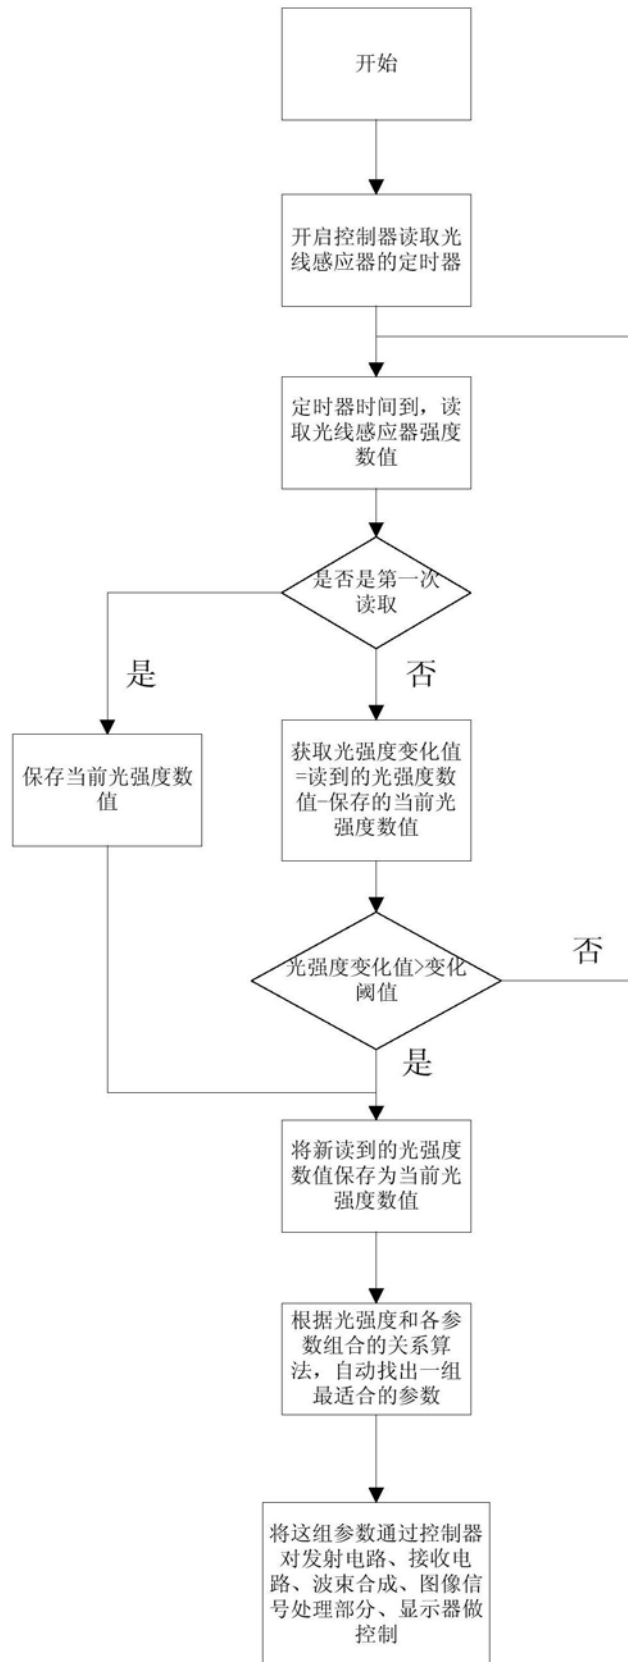 开始
开启控制器读取光
线感应器的定时器
定时器时间到，读
取光线感应器强度
数值
是否是第一次
读取
是
否
保存当前光强度数
值
获取光强度变化值
=读到的光强度数
值-保存的当前光
强度数值
光强度变化值>变化
阈值
否
是
将新读到的光强度
数值保存为当前光
强度数值
根据光强度和各参
数组合的关系算
法，自动找出一组
最适合的参数
将这组参数通过控制器
对发射电路、接收电
路、波束合成、图像信
号处理部分、显示器做
控制